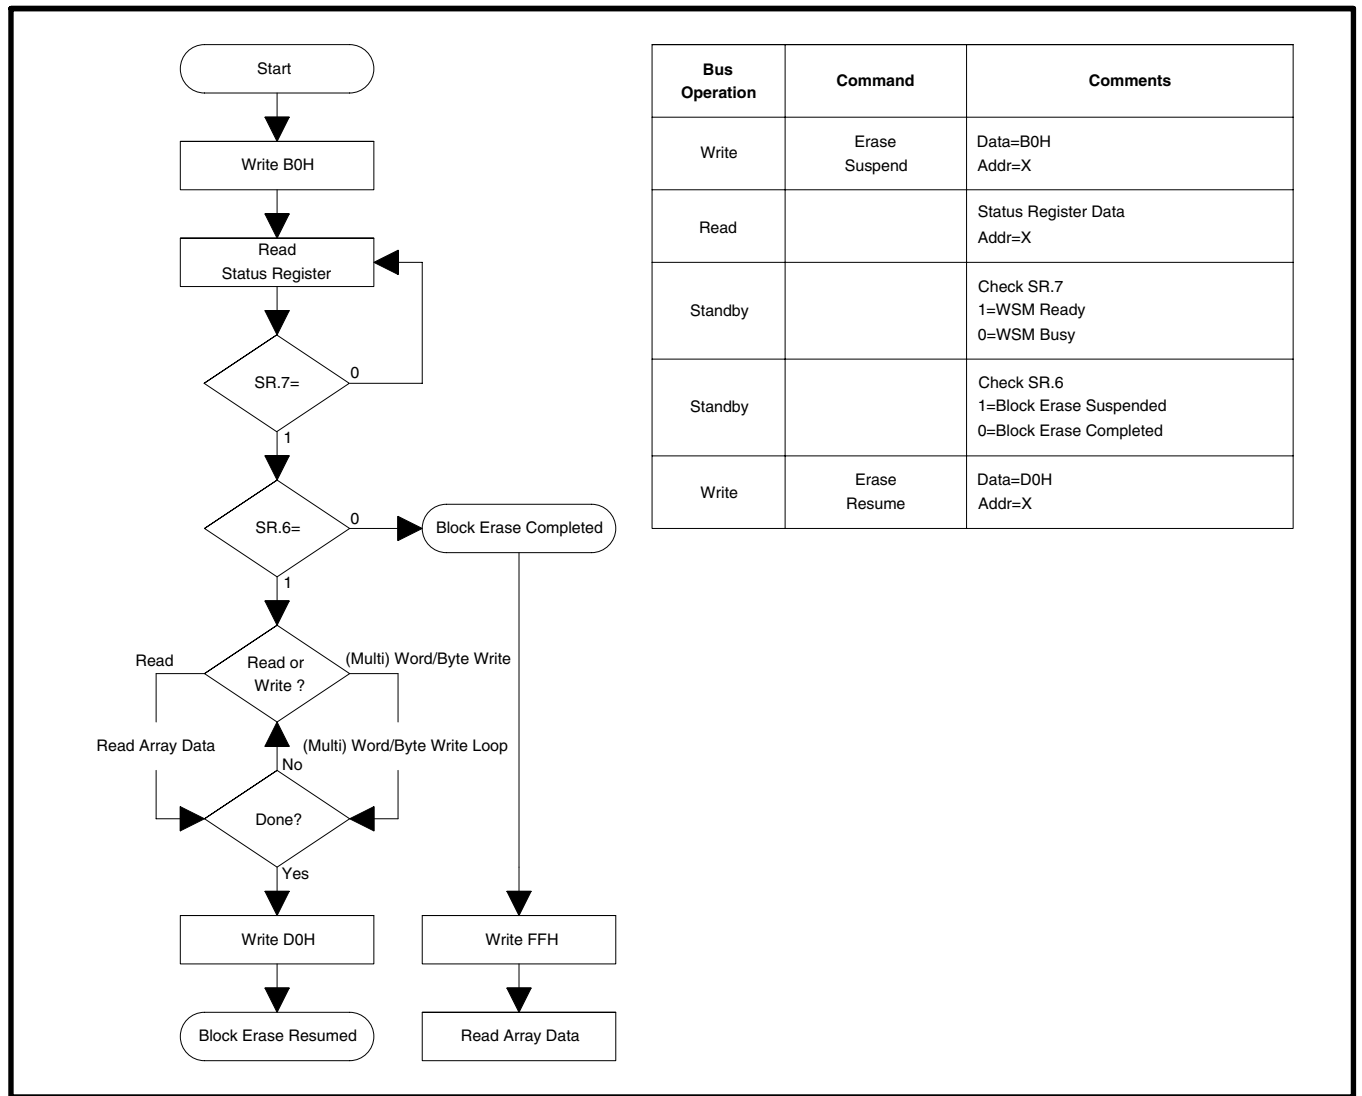 Start
Write B0H
Read
Status Register
SR.7=
0
1
SR.6=
0
Block Erase Completed
1
Read
Read or
Write ?
(Multi) Word/Byte Write
Read Array Data
(Multi) Word/Byte Write Loop
No
Done?
Yes
Write D0H
Write FFH
Block Erase Resumed
Read Array Data
Bus
Operation
Command
Comments
Write
Erase
Suspend
Data=B0H
Addr=X
Read
Status Register Data
Addr=X
Standby
Check SR.7
1=WSM Ready
0=WSM Busy
Standby
Check SR.6
1=Block Erase Suspended
0=Block Erase Completed
Write
Erase
Resume
Data=D0H
Addr=X